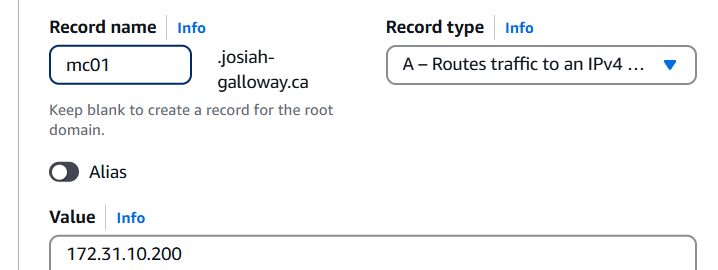 Record name Info Record type Info
mc01 .josiah- A – Routes traffic to an IPv4 ...
galloway.ca
Keep blank to create a record for the root
domain.
Alias
Value Info
172.31.10.200